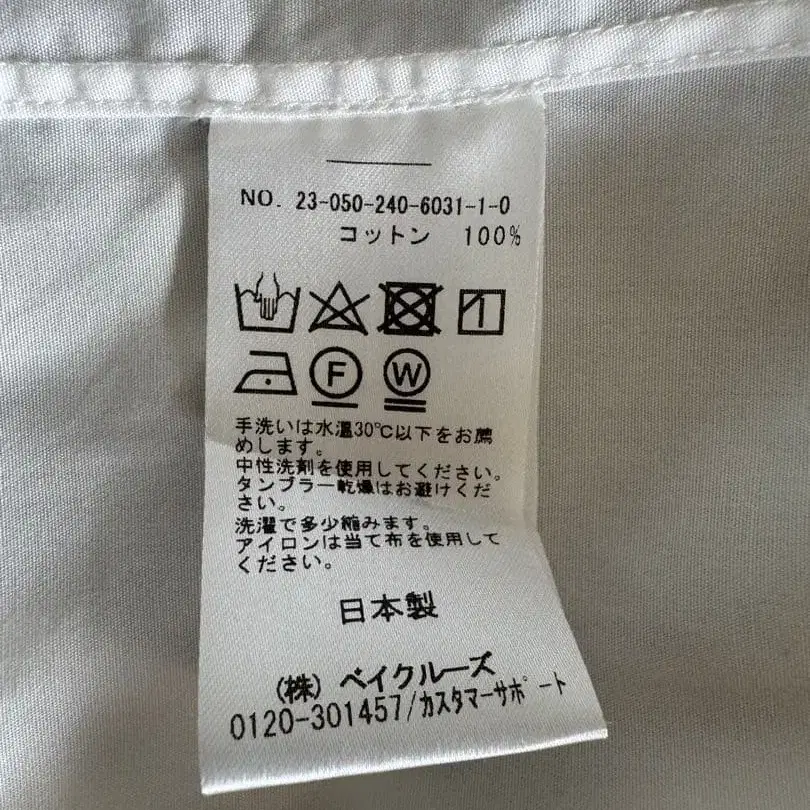 NO. 23-050-240-6031-1-0
コットン 100%
F W
手洗いは水温30℃以下をお薦
めします。
中性洗剤を使用してください。
タンブラー乾燥はお避けくだ
さい。
洗濯で多少縮みます。
アイロンは当て布を使用して
ください。
日本製
(株) ベイクルーズ
0120-301457/カスタマーサポート